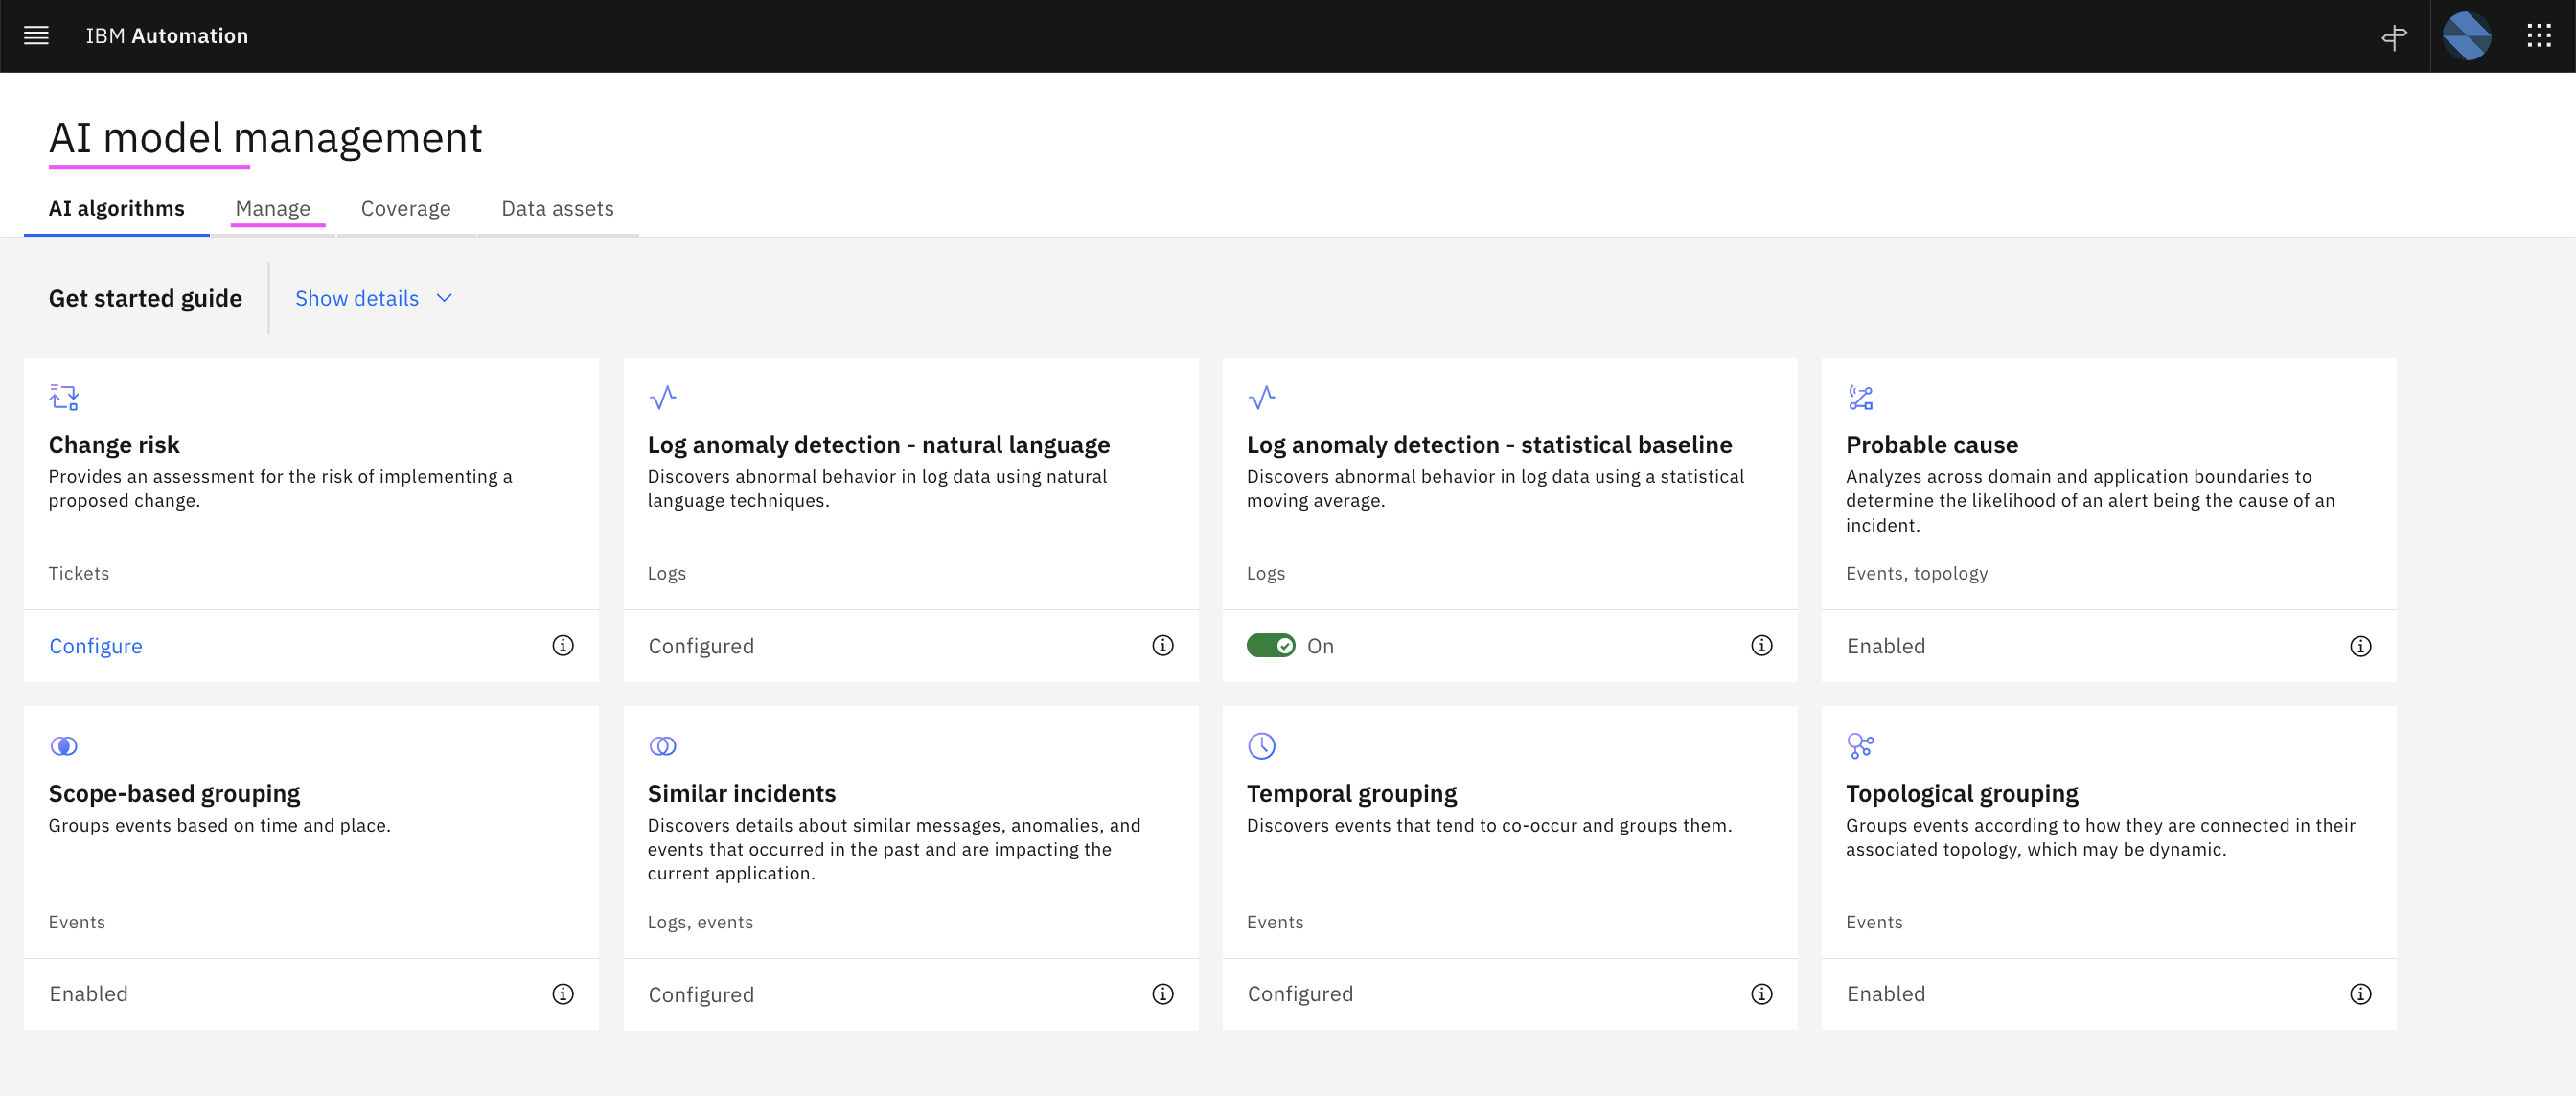 IBM Automation
AI model management
AI algorithms
Manage
Coverage
Data assets
Get started guide
Show details
Change risk
Provides an assessment for the risk of implementing a
proposed change.
Tickets
Configure
Log anomaly detection - natural language
Discovers abnormal behavior in log data using natural
language techniques.
Logs
Configured
Log anomaly detection - statistical baseline
Discovers abnormal behavior in log data using a statistical
moving average.
Logs
On
Probable cause
Analyzes across domain and application boundaries to
determine the likelihood of an alert being the cause of an
incident.
Events, topology
Enabled
Scope-based grouping
Groups events based on time and place.
Events
Enabled
Similar incidents
Discovers details about similar messages, anomalies, and
events that occurred in the past and are impacting the
current application.
Logs, events
Configured
Temporal grouping
Discovers events that tend to co-occur and groups them.
Events
Configured
Topological grouping
Groups events according to how they are connected in their
associated topology, which may be dynamic.
Events
Enabled